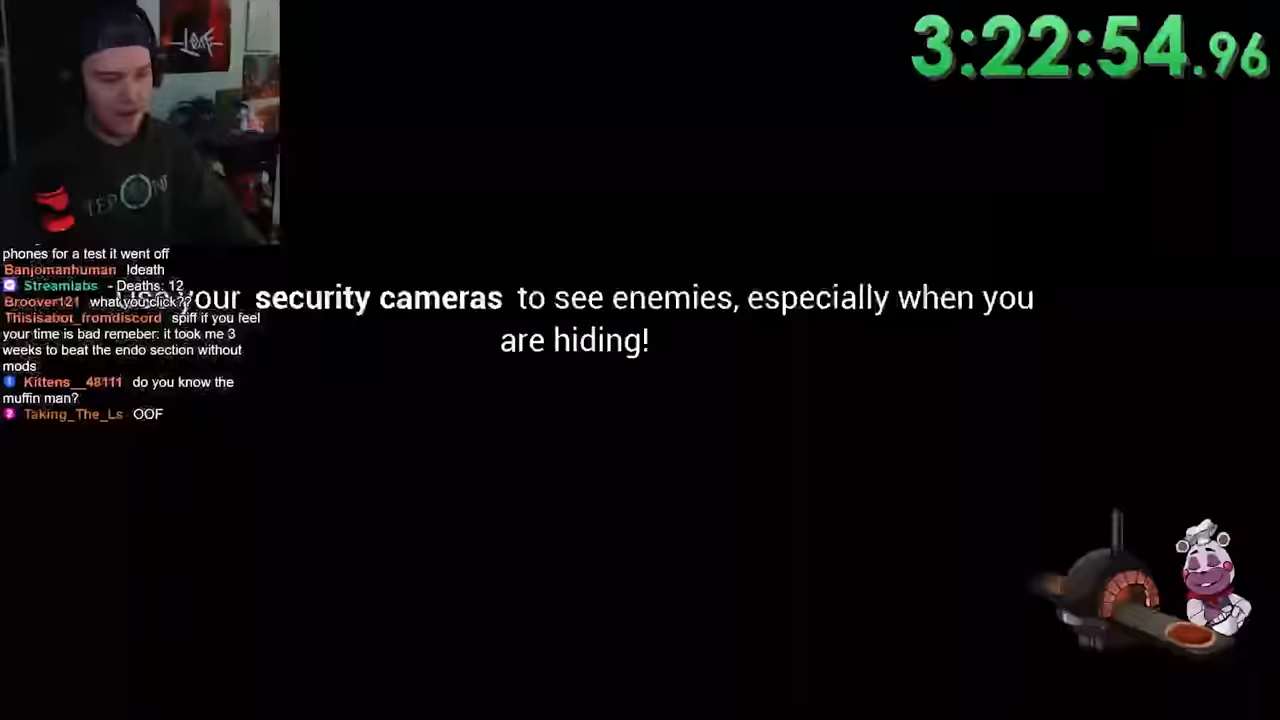 3:22:54.96
phones for a test it went off
Banjomanhuman !death
Streamlabs - Deaths: 12
Broover121 what you click??
your security cameras to see enemies, especially when you
are hiding!
Thisisabot_fromdiscord spiff if you feel
your time is bad remeber: it took me 3
weeks to beat the endo section without
mods
Kittens__48111 do you know the
muffin man?
Taking_The_Ls OOF